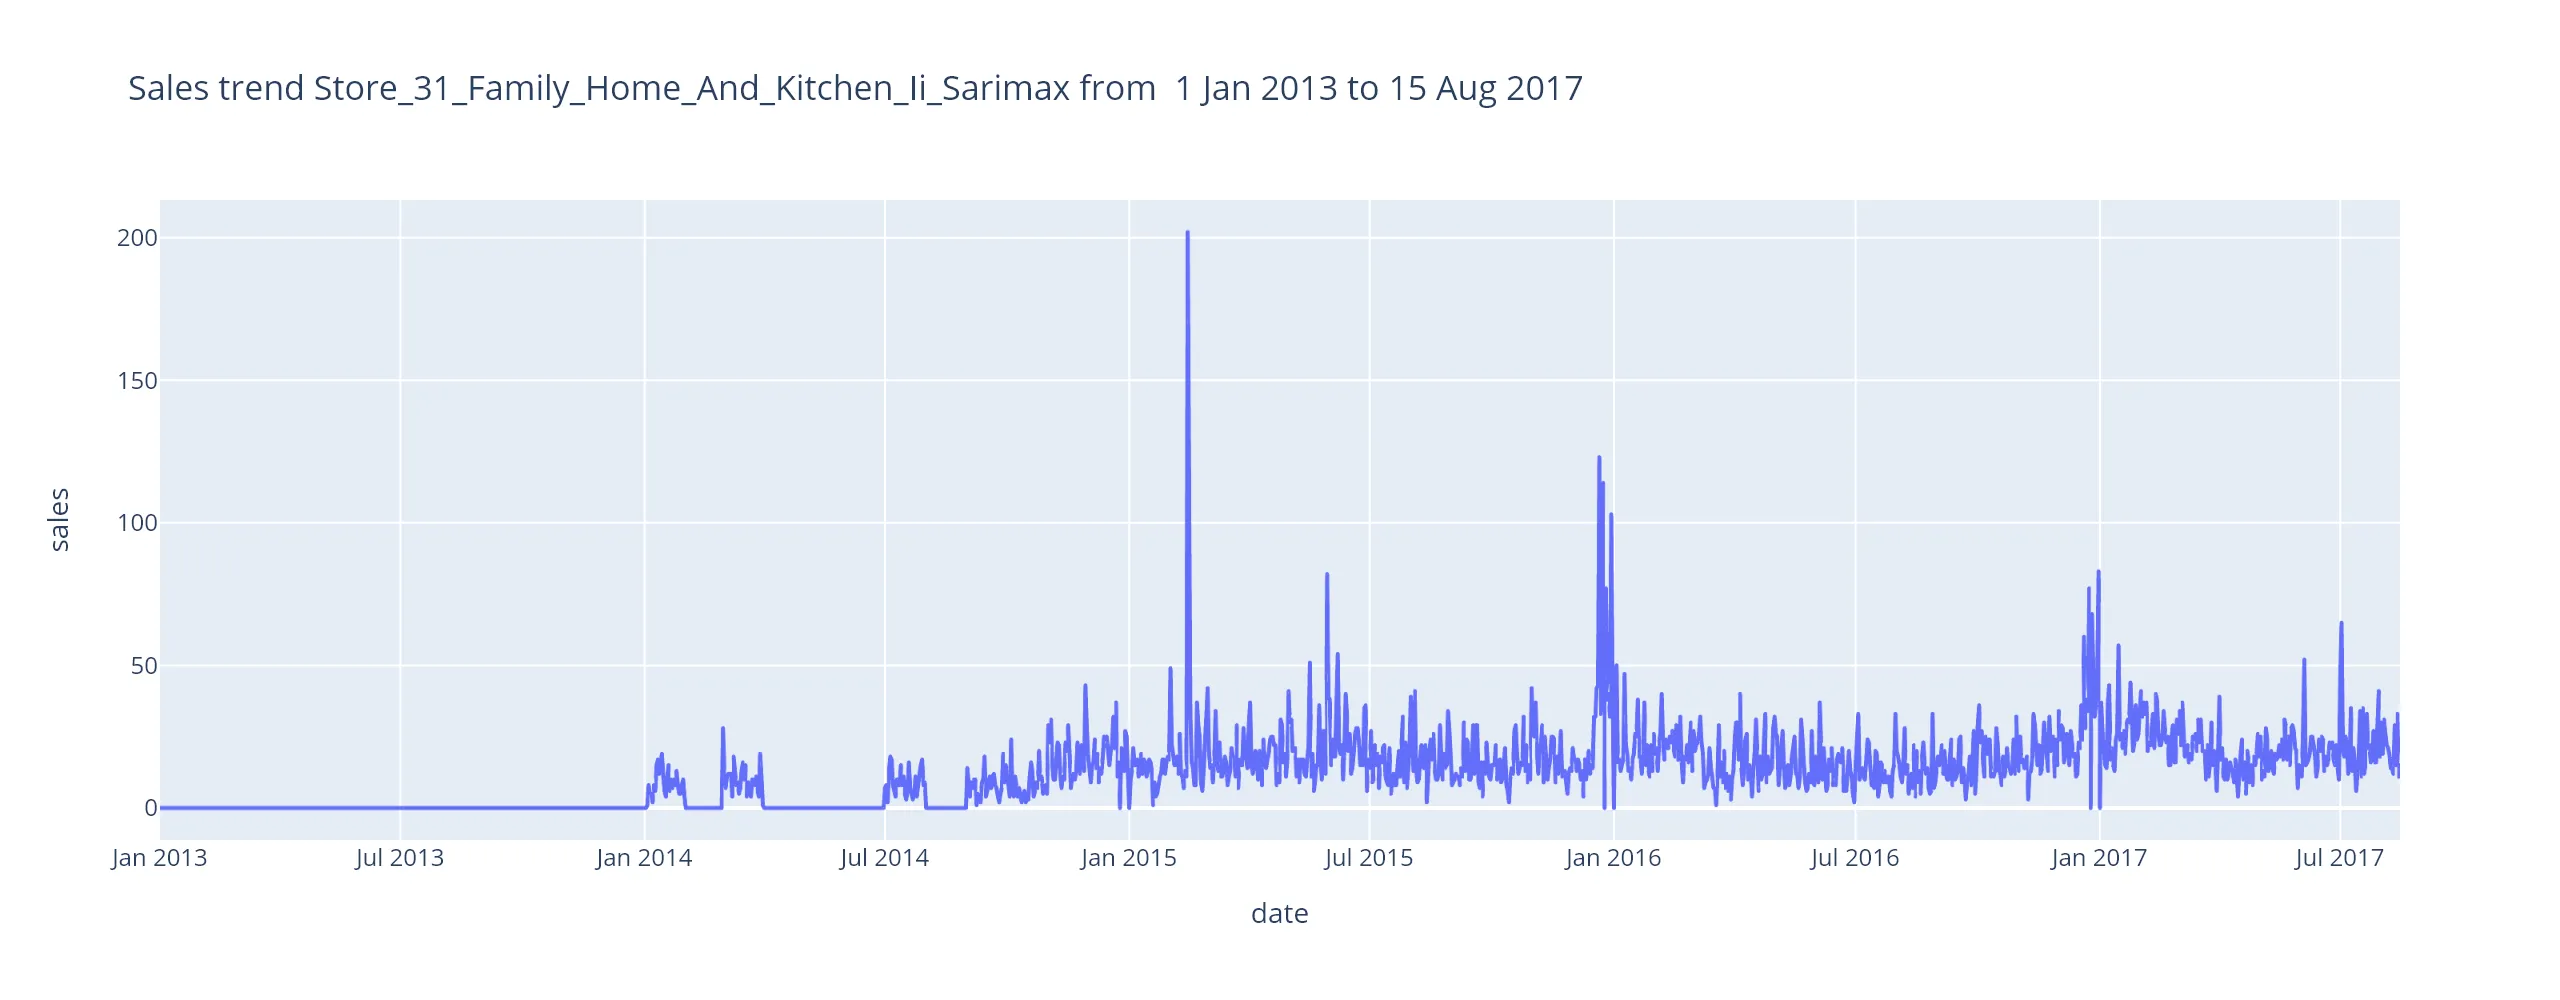 Sales trend Store_31_Family_Home_And_Kitchen_Ii_Sarimax from  1 Jan 2013 to 15 Aug 2017
200
150
100
50
0
sales
Jan 2013 Jul 2013 Jan 2014 Jul 2014 Jan 2015 Jul 2015 Jan 2016 Jul 2016 Jan 2017 Jul 2017
date